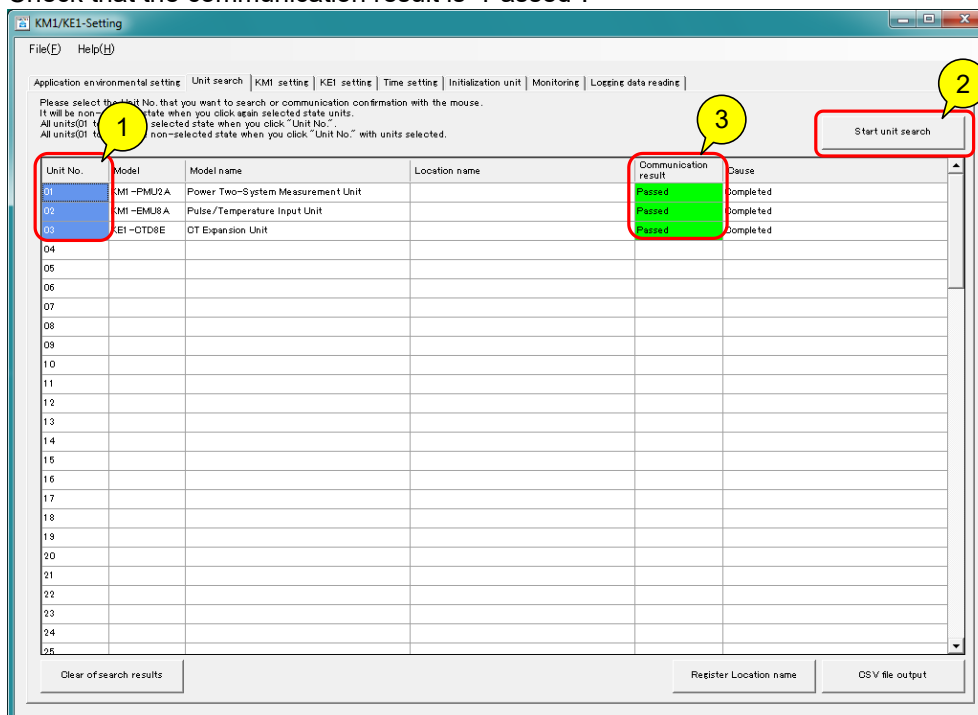 Check that the communication result is "Passed".
KM1/KE1-Setting
File(F) Help(H)
Application environmental setting Unit search KM1 setting KE1 setting Time setting Initialization unit Monitoring Logging data reading
Please select the Unit No. that you want to search or communication confirmation with the mouse.
It will be non- state when you click again selected state units.
All units(01 t selected state when you click "Unit No.".
All units(01 to non-selected state when you click "Unit No." with units selected.
1
2
3
Start unit search
Unit No. Model Model name Location name Communication result Cause
01 KM1-PMU2A Power Two-System Measurement Unit Passed Completed
02 KM1-EMU8A Pulse/Temperature Input Unit Passed Completed
03 KE1-CTD8E CT Expansion Unit Passed Completed
04
05
06
07
08
09
10
11
12
13
14
15
16
17
18
19
20
21
22
23
24
25
Clear of search results Register Location name CSV file output